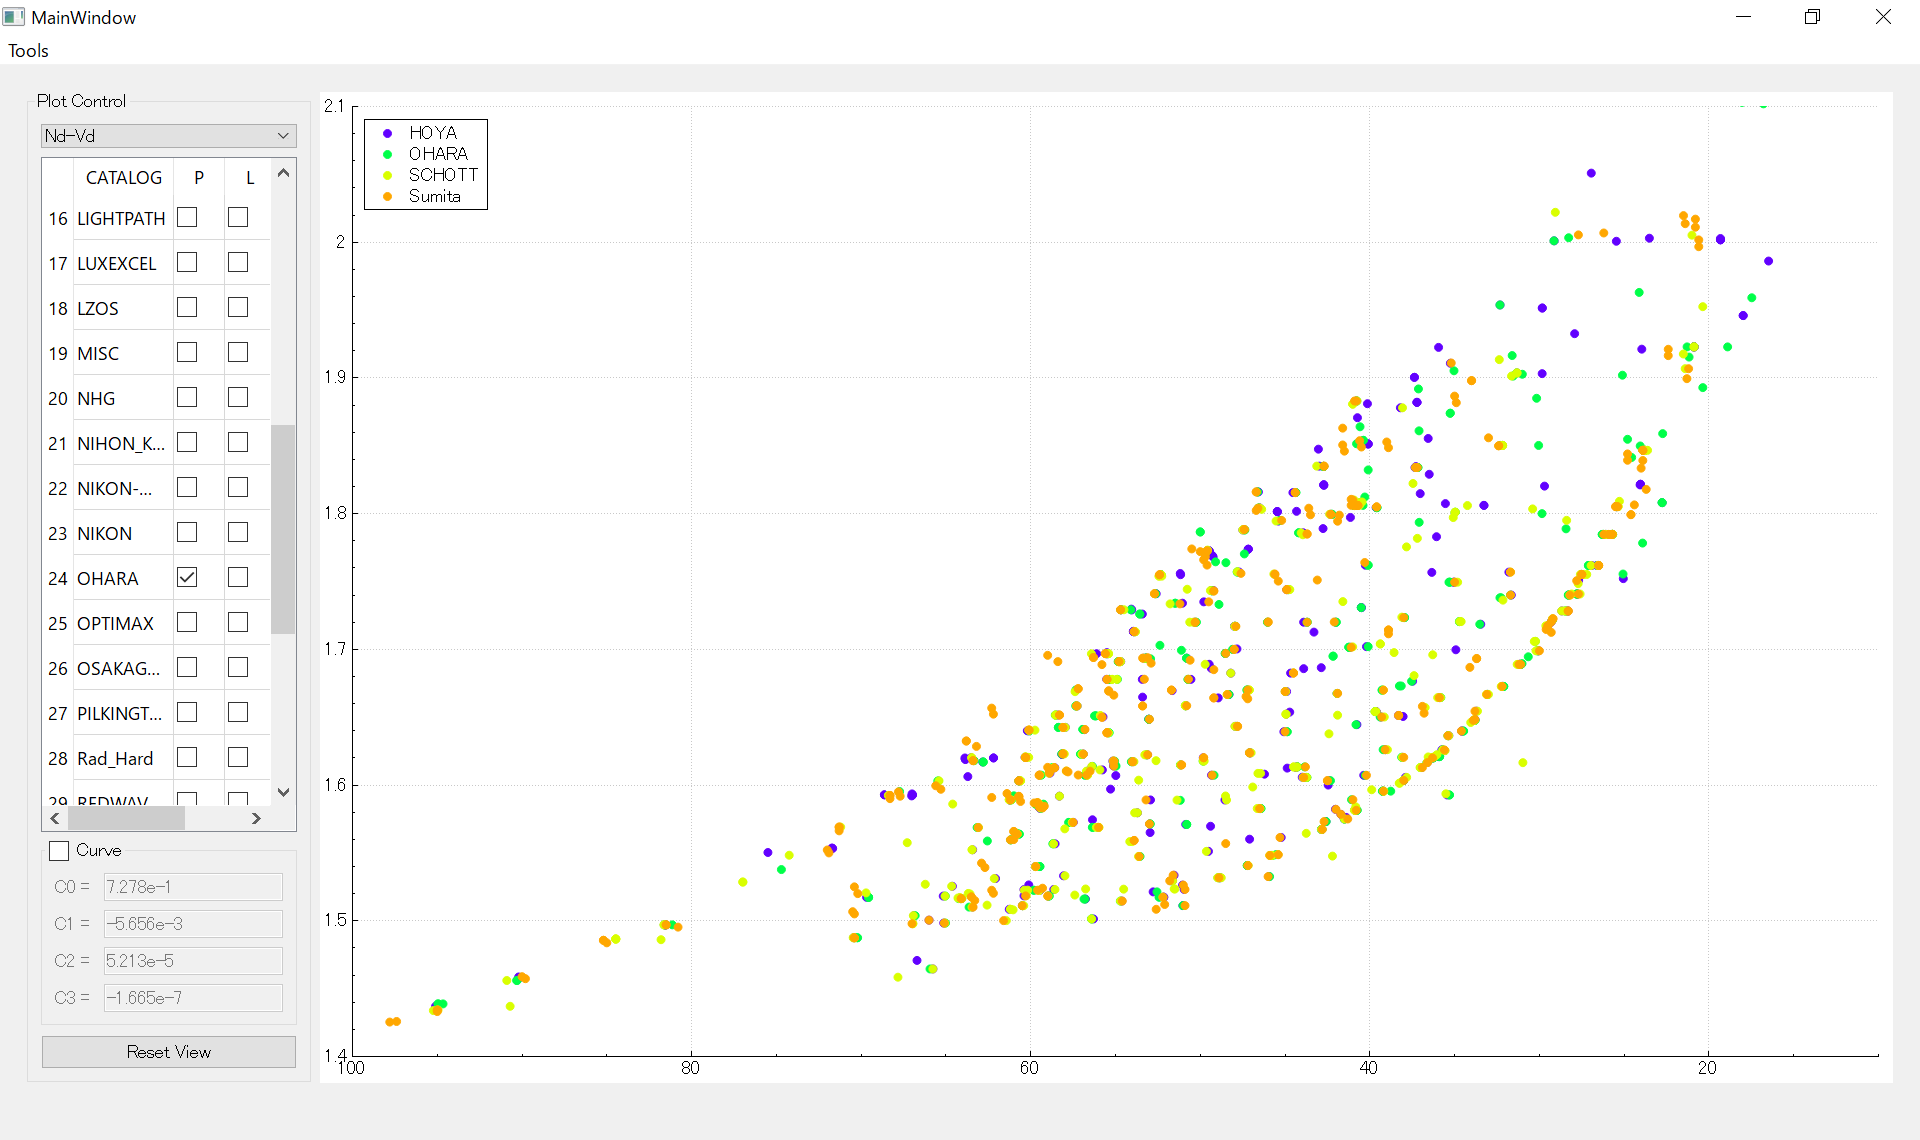 MainWindow
Tools
Plot Control
Nd-Vd
CATALOG P L
16 LIGHTPATH
17 LUXEXCEL
18 LZOS
19 MISC
20 NHG
21 NIHON_K...
22 NIKON-...
23 NIKON
24 OHARA
25 OPTIMAX
26 OSAKAG...
27 PILKINGT...
28 Rad_Hard
29 REDWAV
Curve
C0 = 7.278e-1
C1 = -5.656e-3
C2 = 5.213e-5
C3 = -1.665e-7
Reset View
HOYA
OHARA
SCHOTT
Sumita
2.1
2
1.9
1.8
1.7
1.6
1.5
1.4
100 80 60 40 20